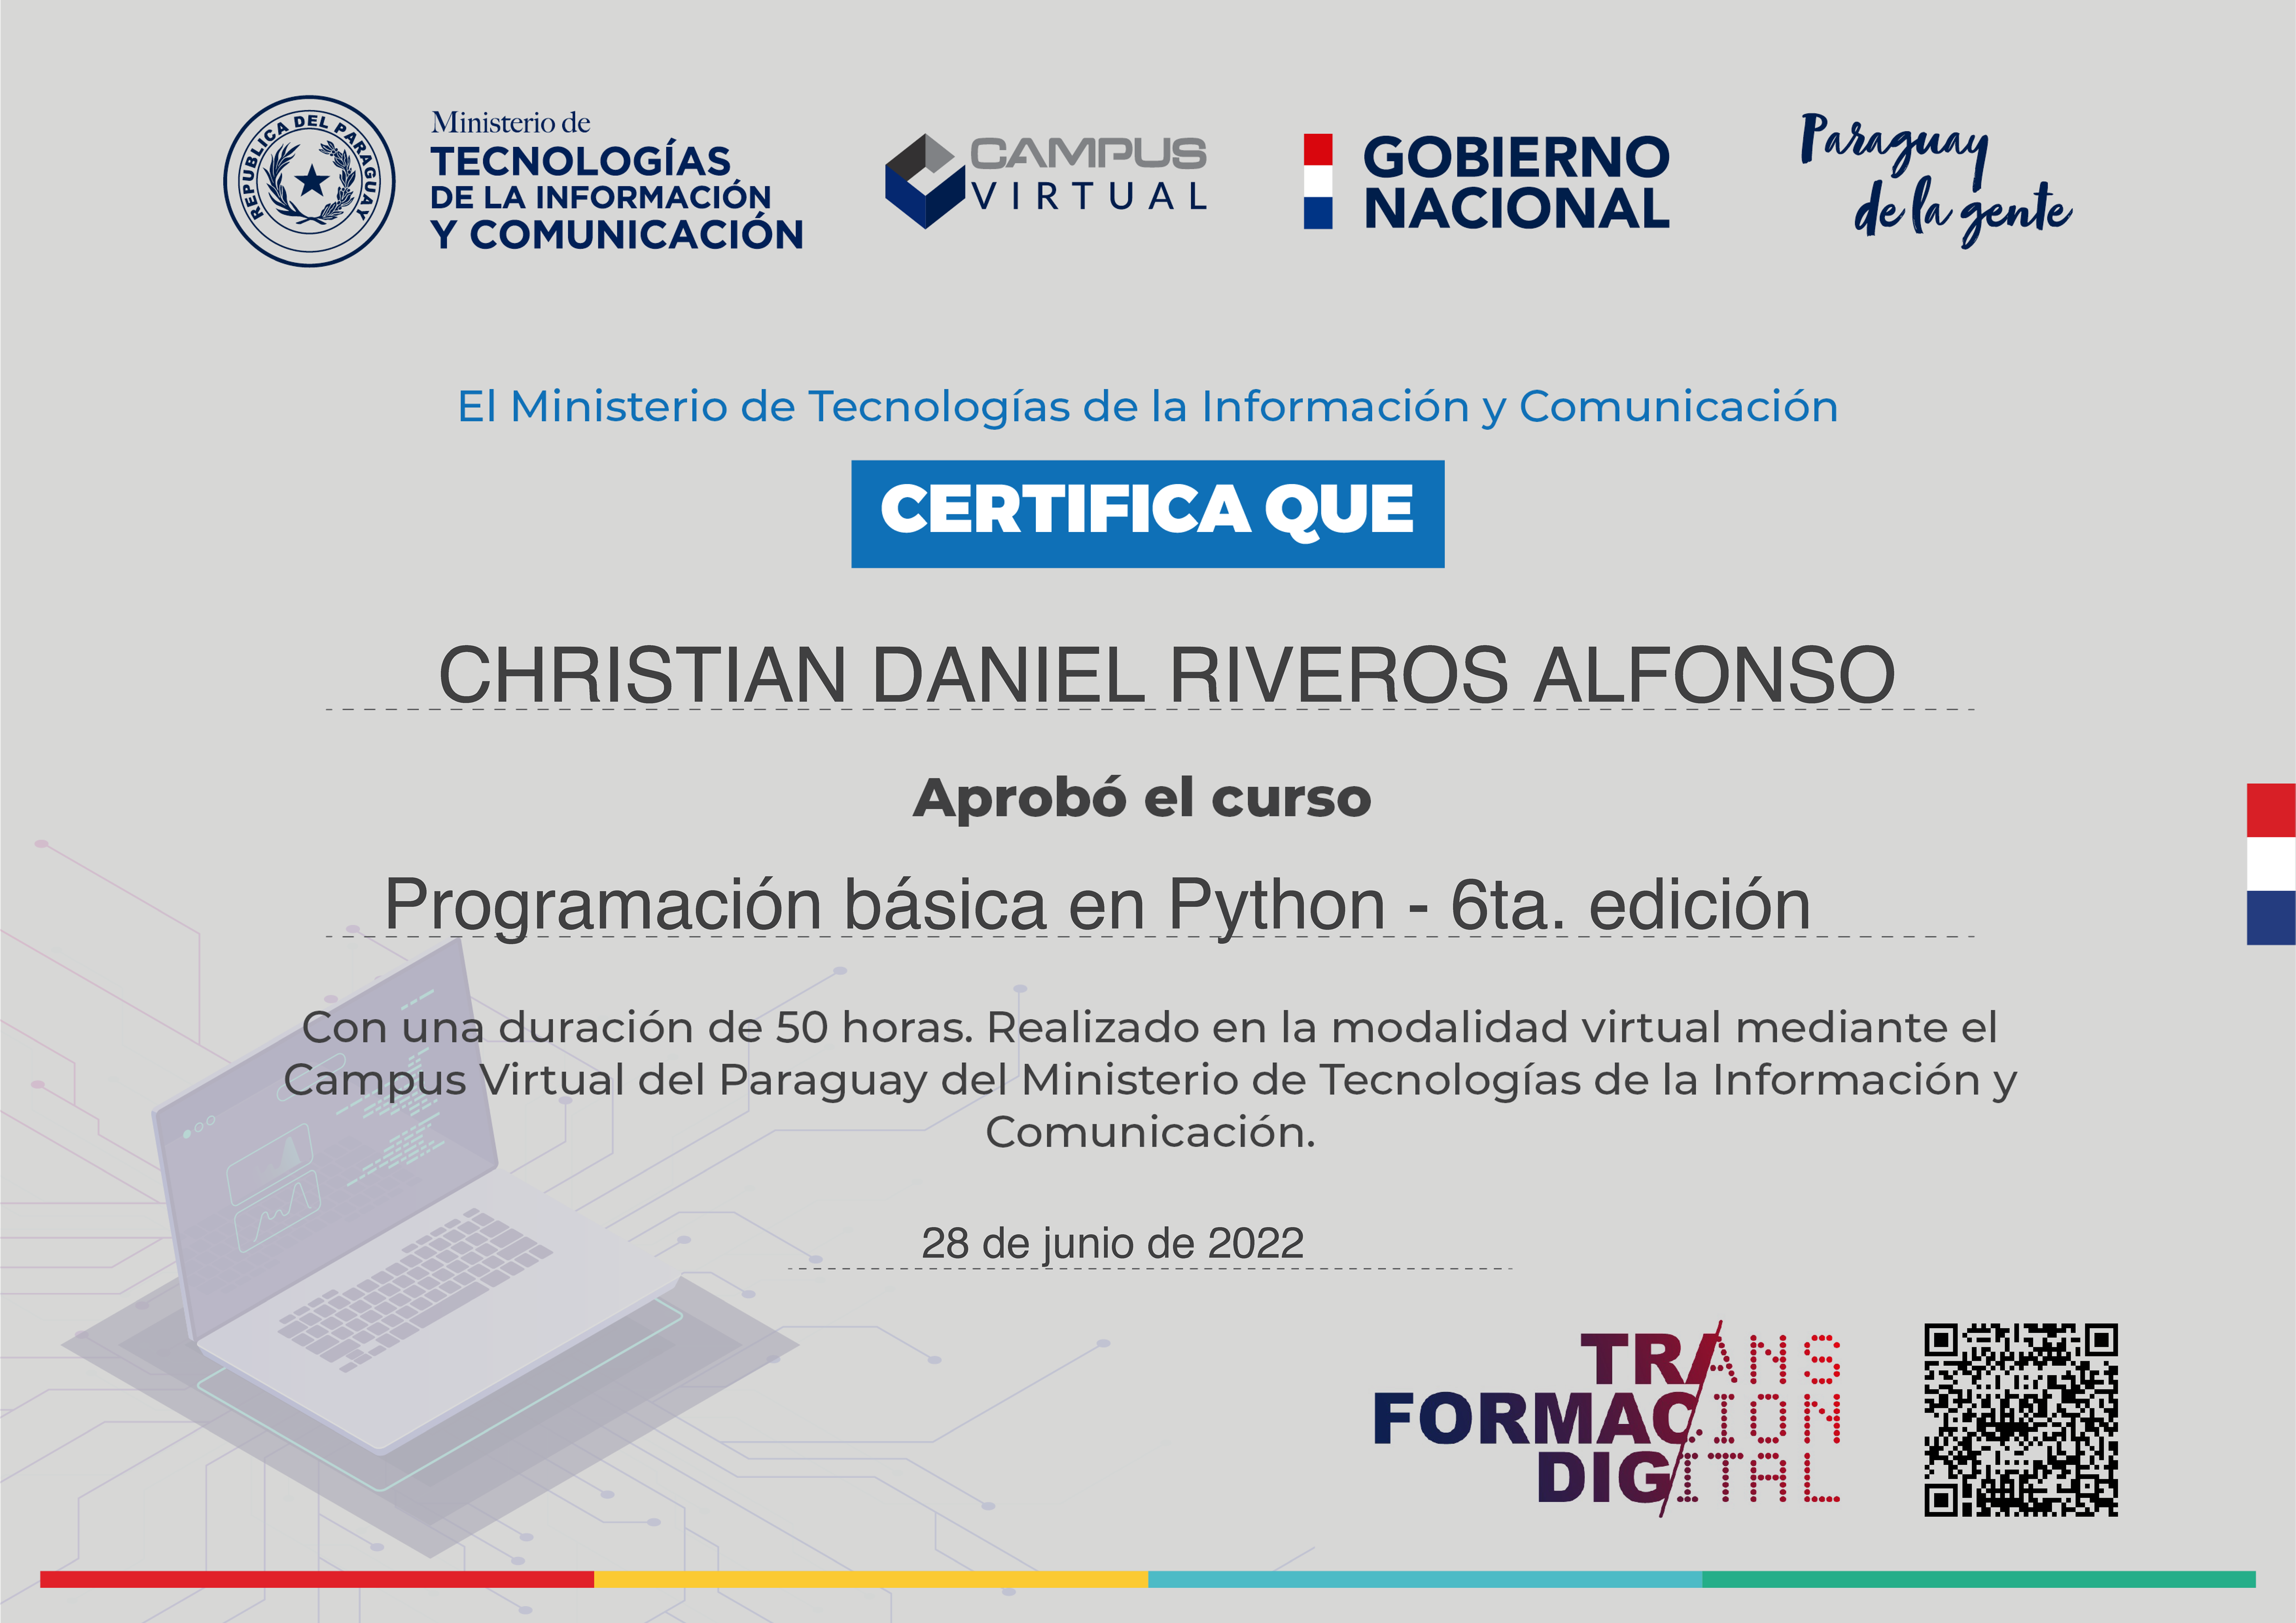 REPUBLICA DEL PARAGUAY
Ministerio de
TECNOLOGÍAS
DE LA INFORMACIÓN
Y COMUNICACIÓN
CAMPUS
VIRTUAL
GOBIERNO
NACIONAL
Paraguay
de la gente
El Ministerio de Tecnologías de la Información y Comunicación
CERTIFICA QUE
CHRISTIAN DANIEL RIVEROS ALFONSO
Aprobó el curso
Programación básica en Python - 6ta. edición
Con una duración de 50 horas. Realizado en la modalidad virtual mediante el
Campus Virtual del Paraguay del Ministerio de Tecnologías de la Información y
Comunicación.
28 de junio de 2022
TRANS
FORMACION
DIGITAL